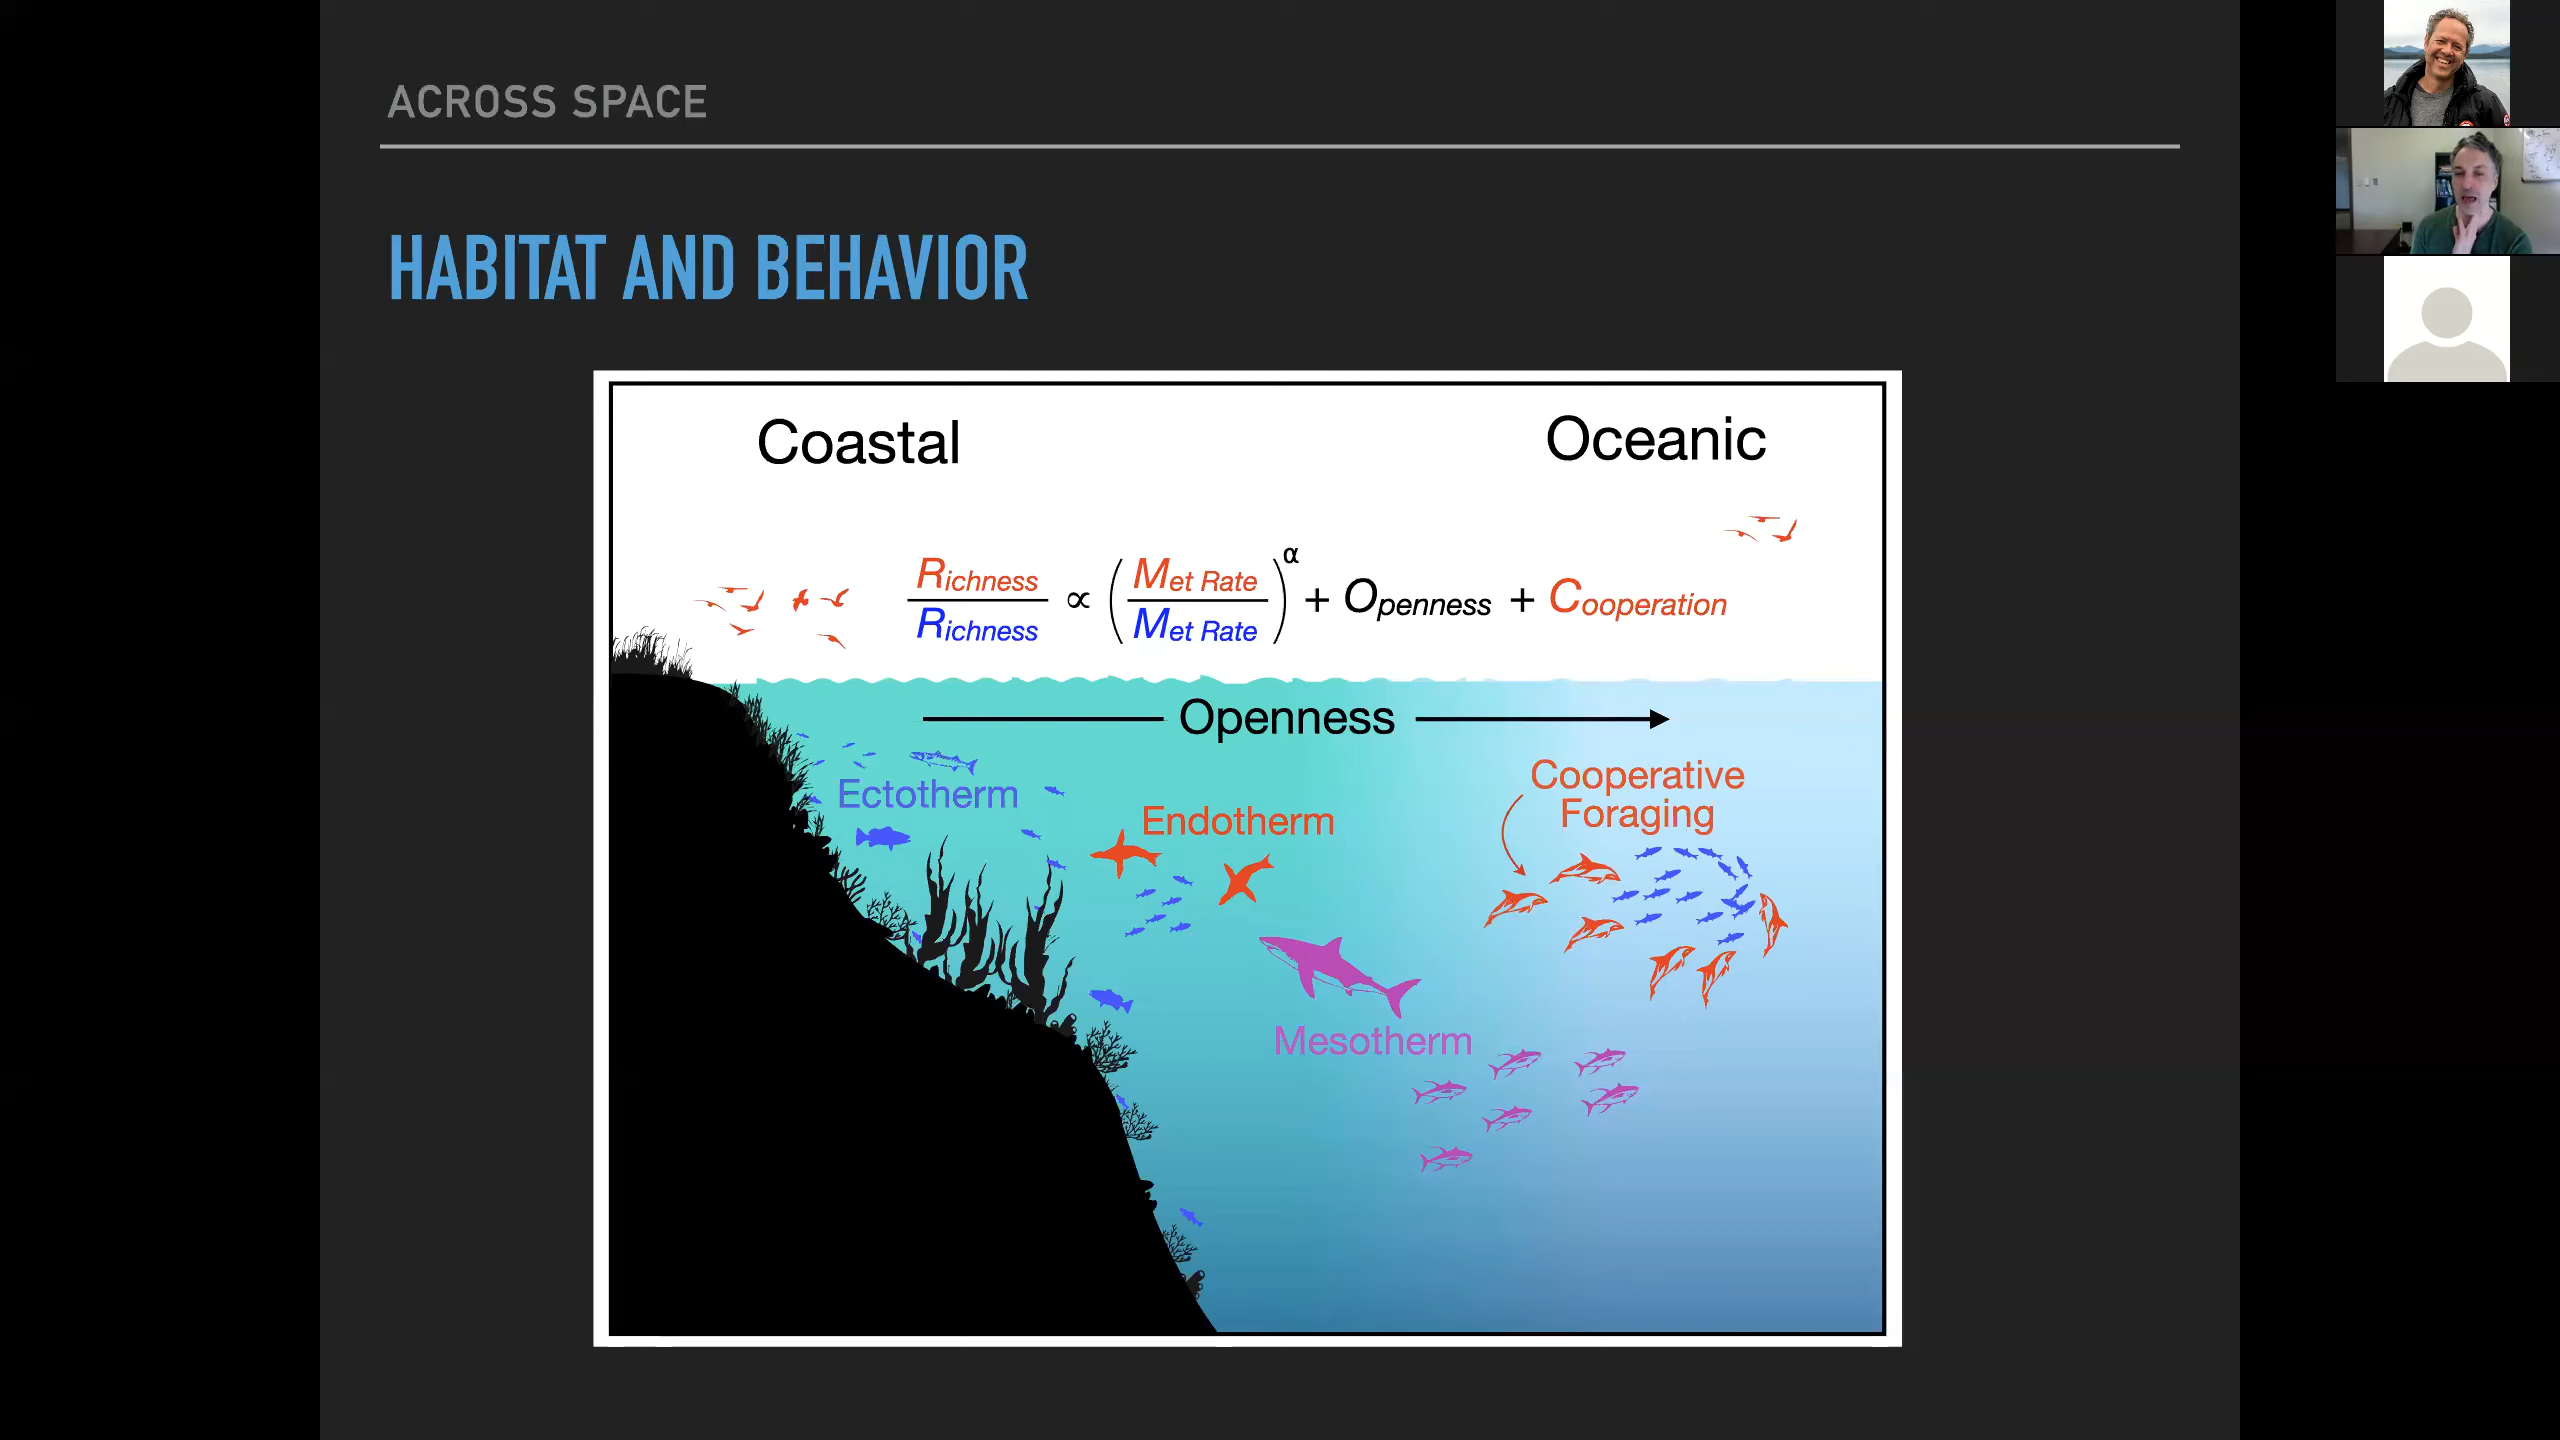 ACROSS SPACE
HABITAT AND BEHAVIOR
Coastal
Oceanic
Richness / Richness ∝ (Met Rate / Met Rate)^α + Openness + Cooperation
Openness
Ectotherm
Endotherm
Cooperative
Foraging
Mesotherm